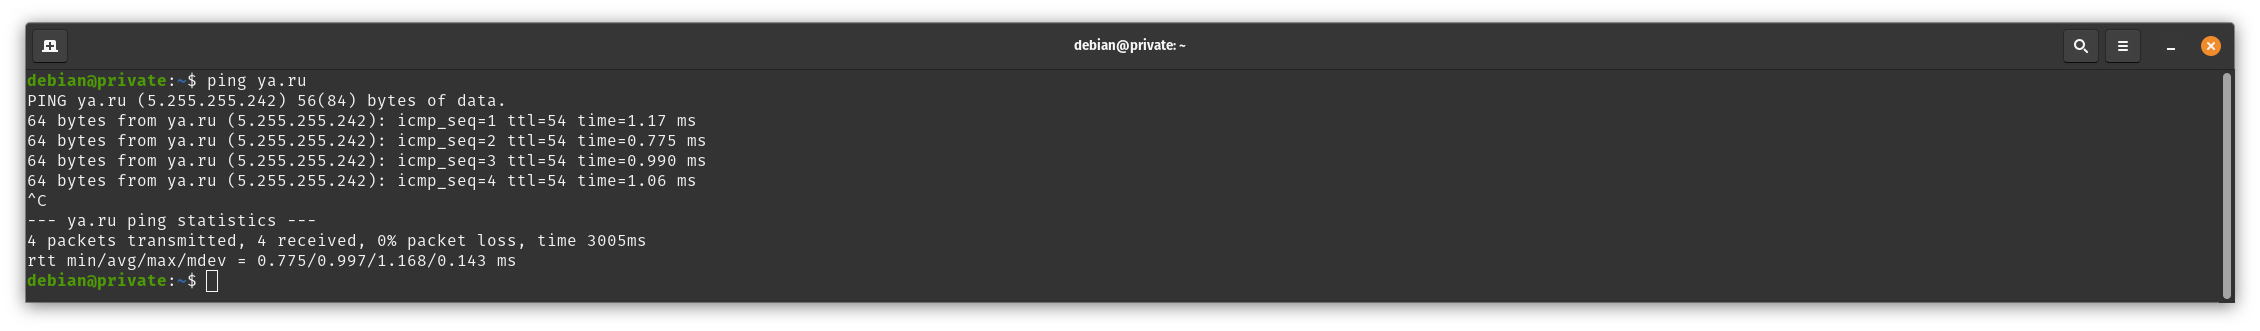 debian@private: ~
debian@private:~$ ping ya.ru
PING ya.ru (5.255.255.242) 56(84) bytes of data.
64 bytes from ya.ru (5.255.255.242): icmp_seq=1 ttl=54 time=1.17 ms
64 bytes from ya.ru (5.255.255.242): icmp_seq=2 ttl=54 time=0.775 ms
64 bytes from ya.ru (5.255.255.242): icmp_seq=3 ttl=54 time=0.990 ms
64 bytes from ya.ru (5.255.255.242): icmp_seq=4 ttl=54 time=1.06 ms
^C
--- ya.ru ping statistics ---
4 packets transmitted, 4 received, 0% packet loss, time 3005ms
rtt min/avg/max/mdev = 0.775/0.997/1.168/0.143 ms
debian@private:~$